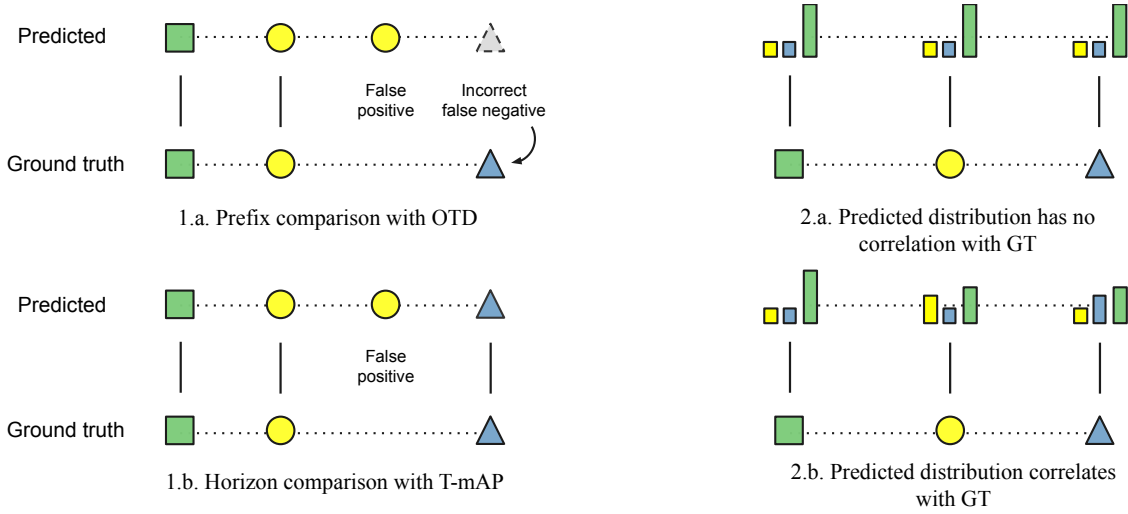 Predicted
False
positive
Incorrect
false negative
Ground truth
1.a. Prefix comparison with OTD
Predicted
False
positive
Ground truth
1.b. Horizon comparison with T-mAP
2.a. Predicted distribution has no
correlation with GT
2.b. Predicted distribution correlates
with GT